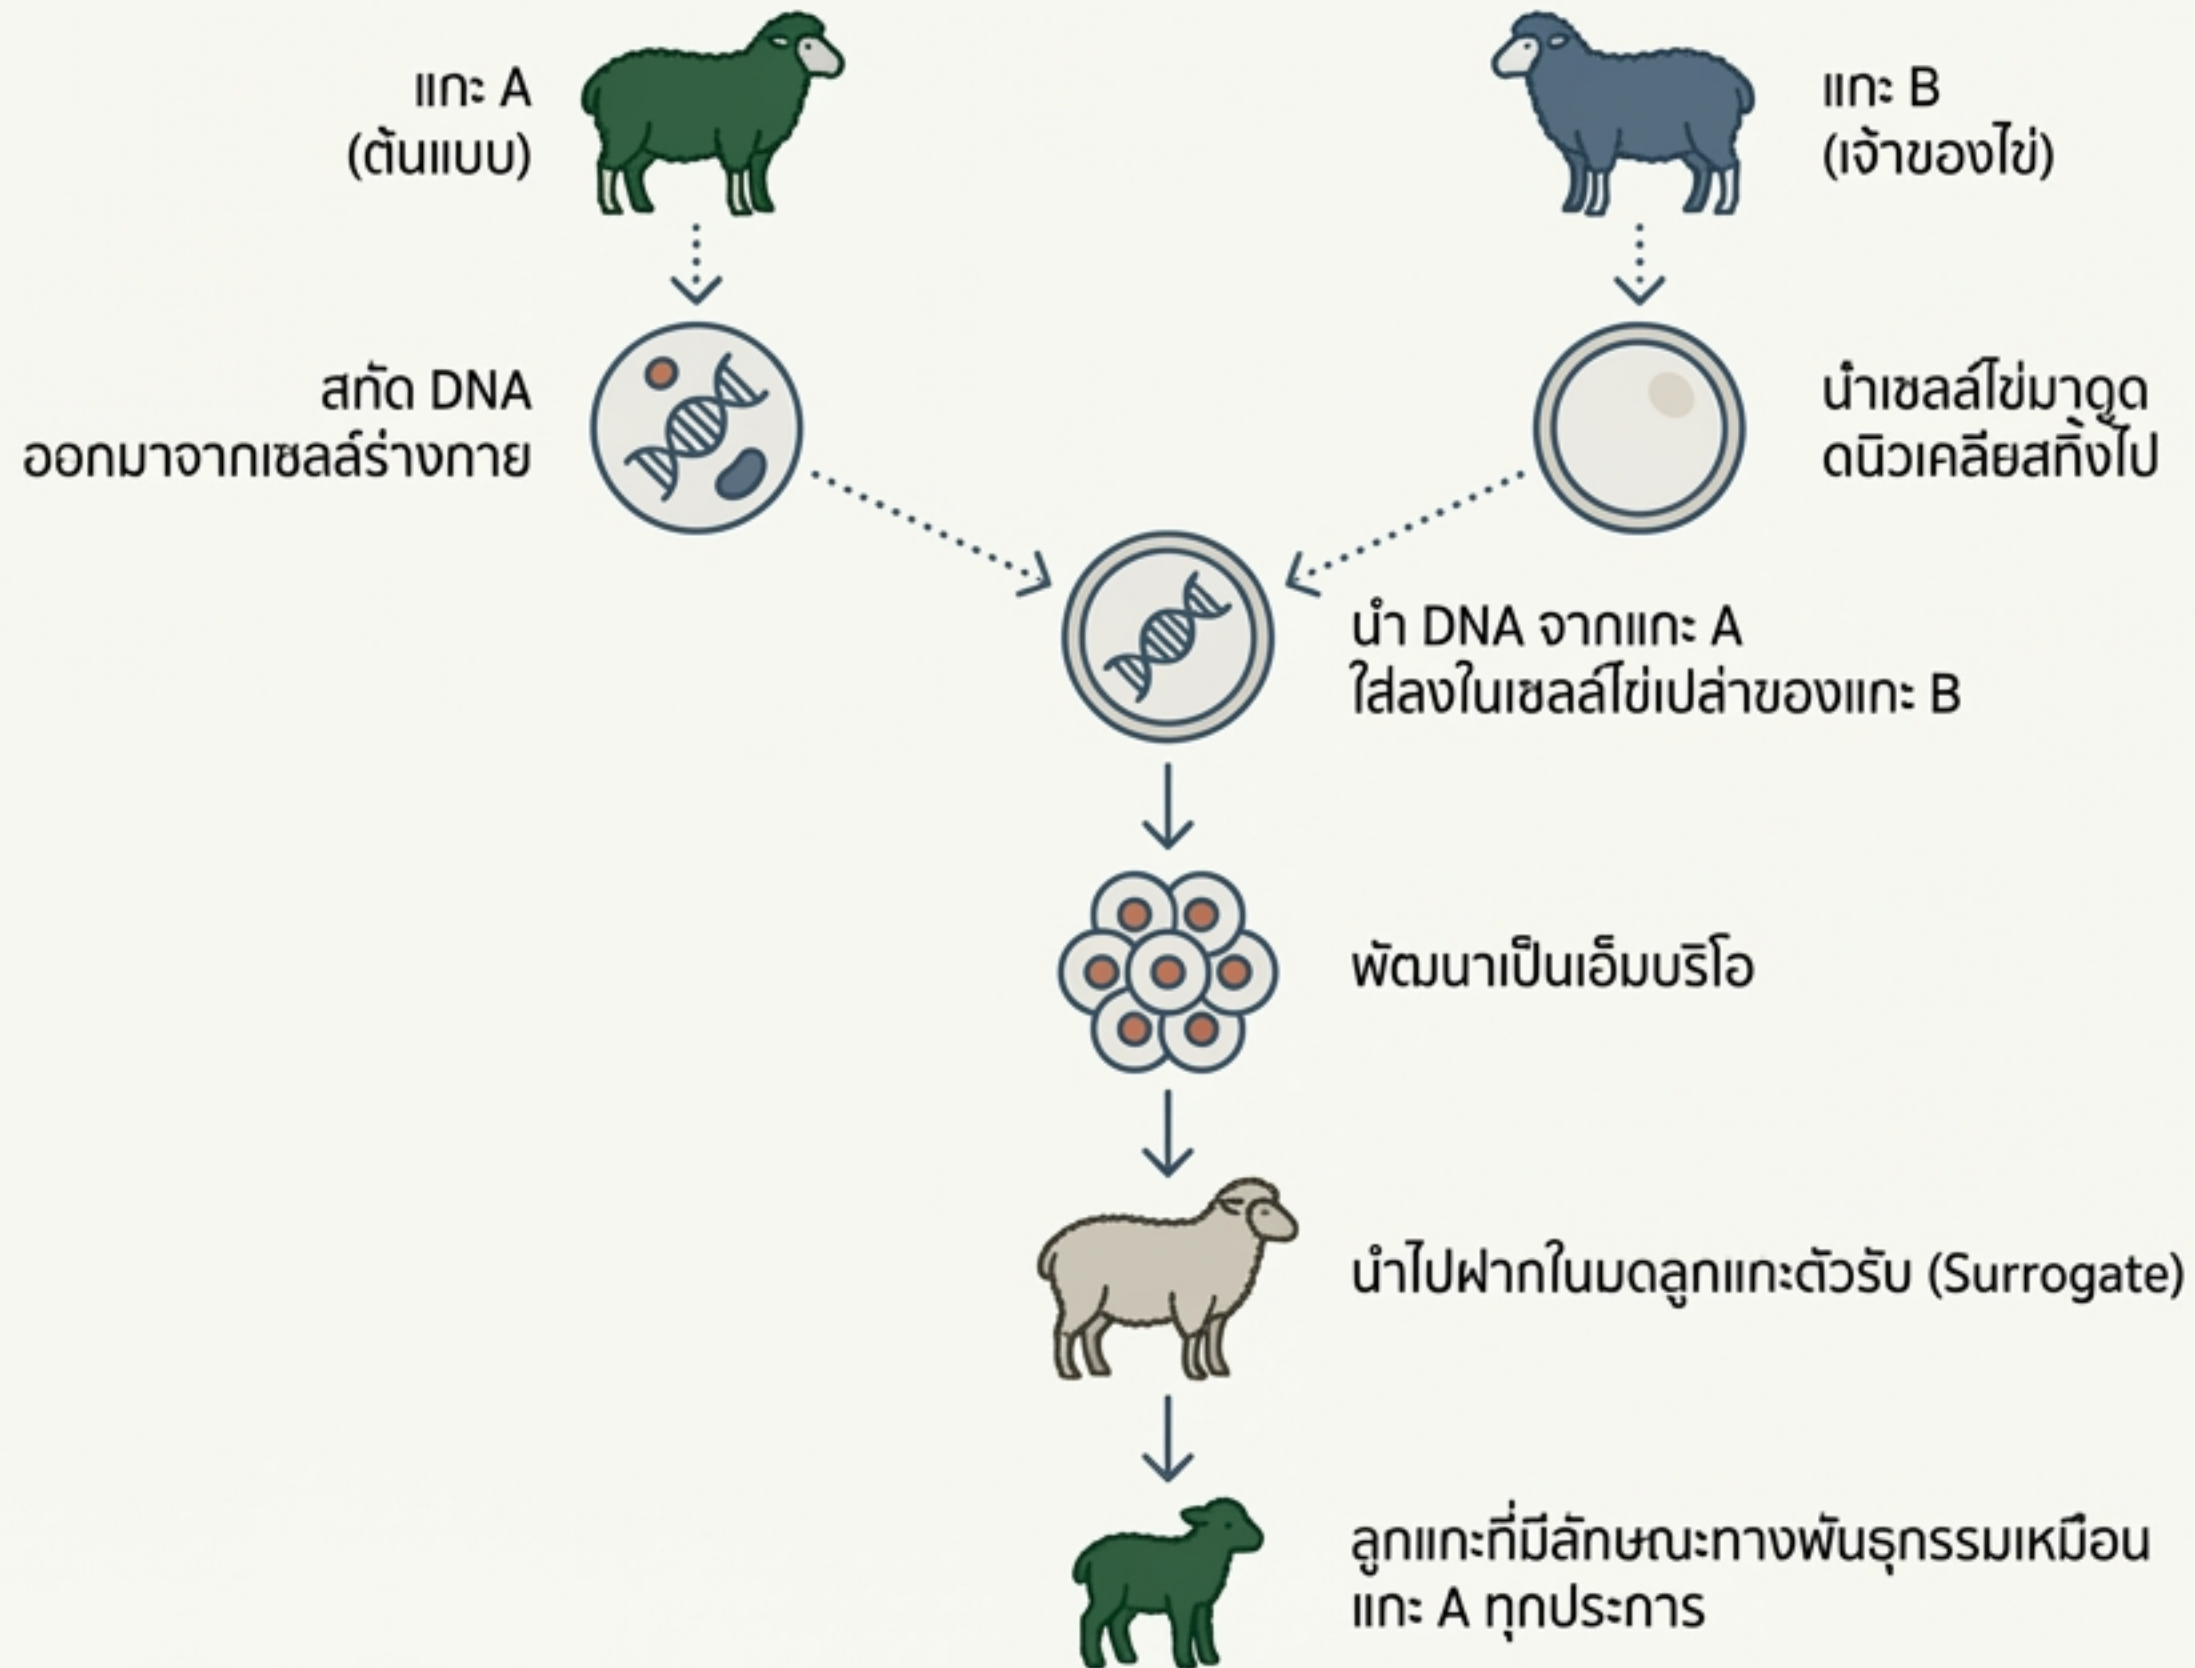 แกะ A
(ต้นแบบ)
แกะ B
(เจ้าของไข่)
สกัด DNA
ออกมาจากเซลล์ร่างกาย
นำเซลล์ไข่มาดูด
ดนิวเคลียสทิ้งไป
นำ DNA จากแกะ A
ใส่ลงในเซลล์ไข่เปล่าของแกะ B
พัฒนาเป็นเอ็มบริโอ
นำไปฝากในมดลูกแกะตัวรับ (Surrogate)
ลูกแกะที่มีลักษณะทางพันธุกรรมเหมือน
แกะ A ทุกประการ